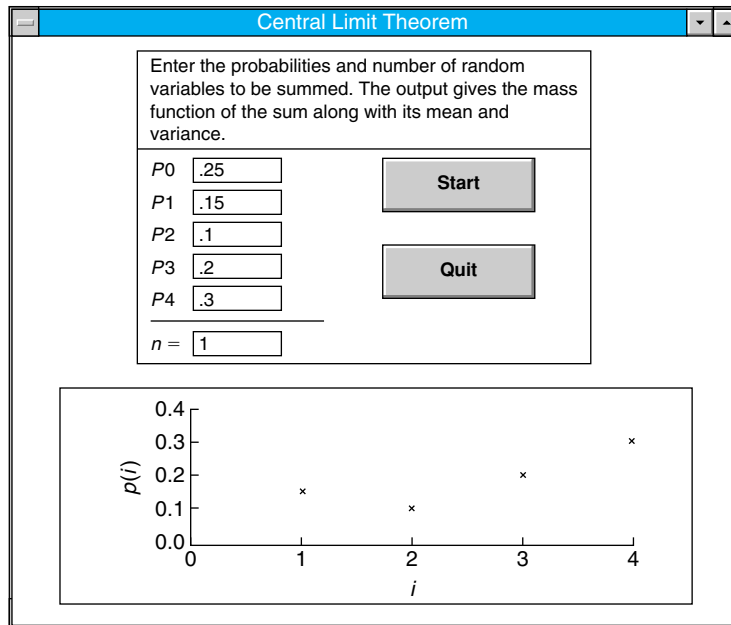 Central Limit Theorem
Enter the probabilities and number of random
variables to be summed. The output gives the mass
function of the sum along with its mean and
variance.
P0 .25
P1 .15
P2 .1
P3 .2
P4 .3
n = 1
Start
Quit
p(i)
0.4
0.3
0.2
0.1
0.0
0 1 2 3 4
i